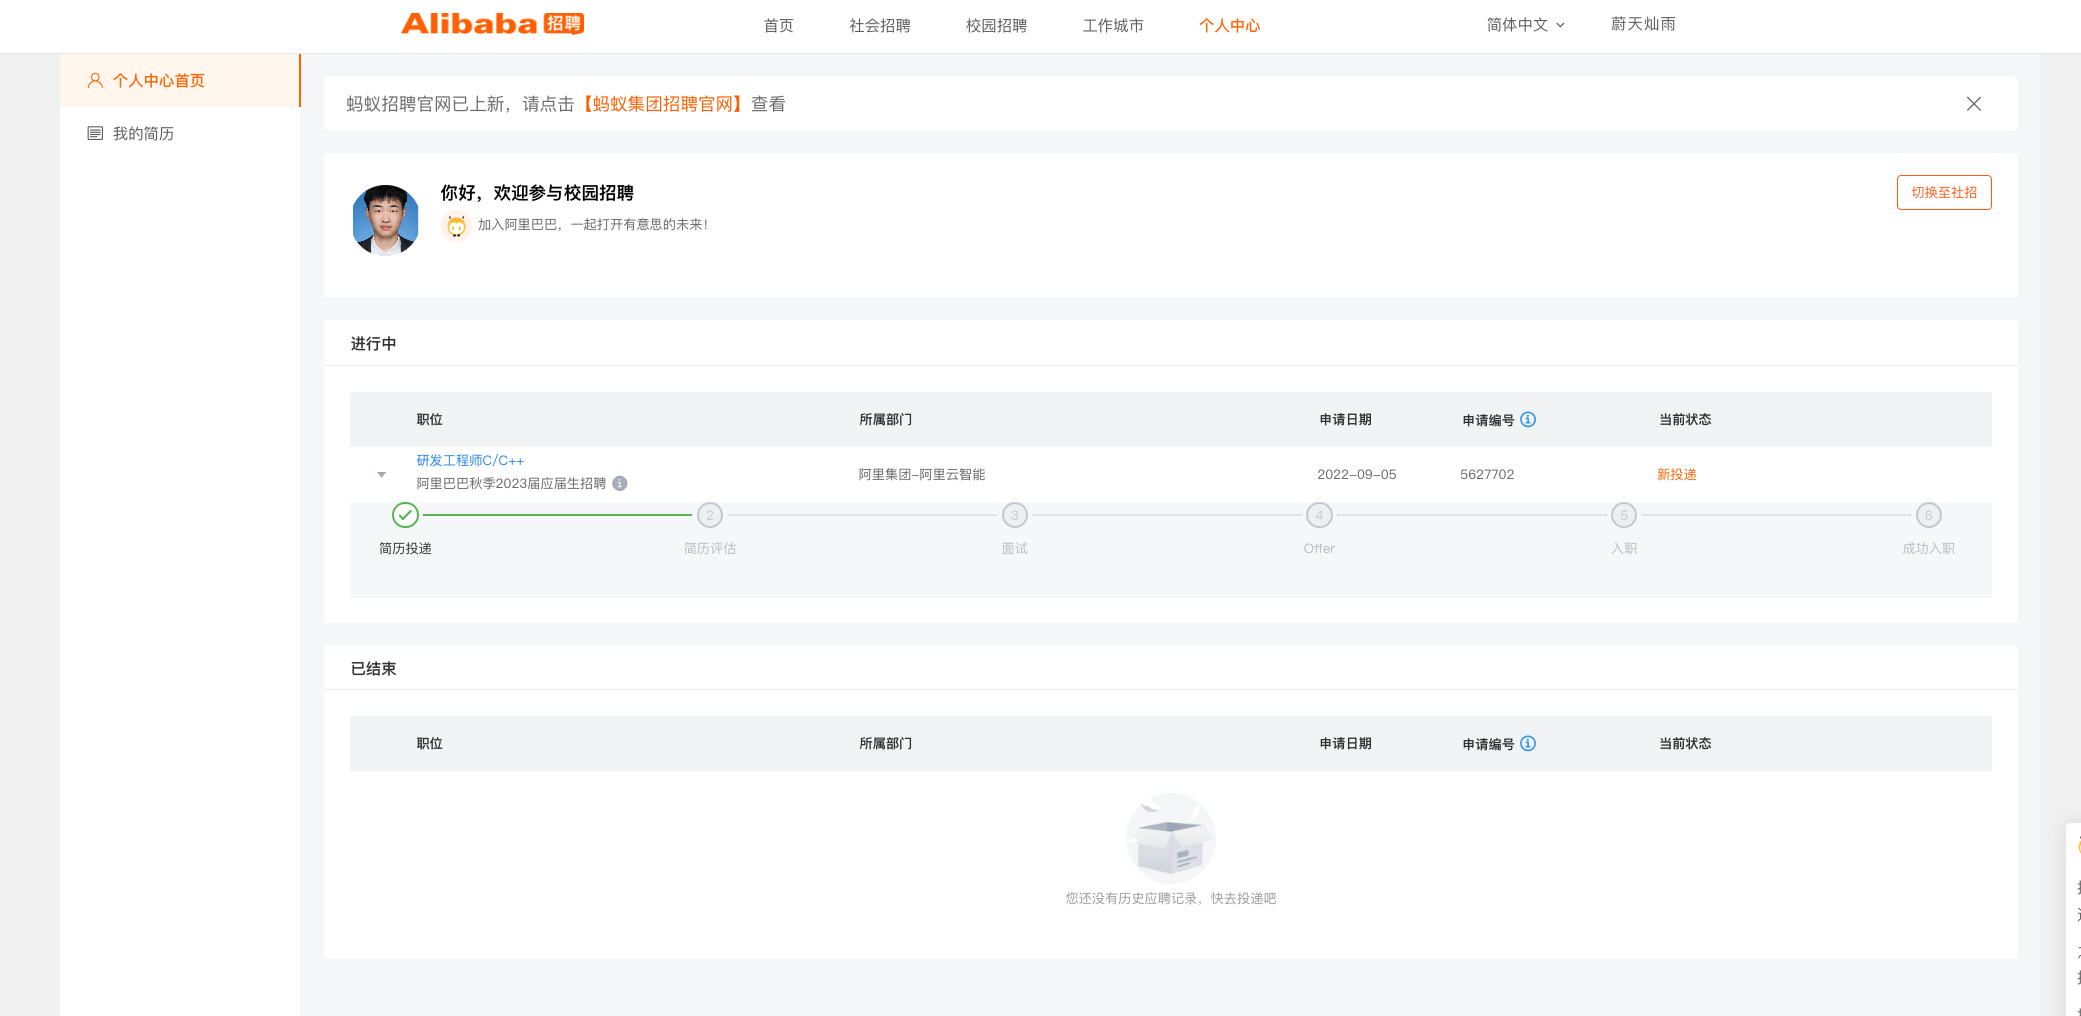 Alibaba 招聘
首页
社会招聘
校园招聘
工作城市
个人中心
简体中文
蔚天灿雨
个人中心首页
我的简历
蚂蚁招聘官网已上新，请点击【蚂蚁集团招聘官网】查看
你好，欢迎参与校园招聘
加入阿里巴巴，一起打开有意思的未来！
切换至社招
进行中
职位 所属部门 申请日期 申请编号 当前状态
研发工程师C/C++
阿里巴巴秋季2023届应届生招聘
阿里集团-阿里云智能
2022-09-05
5627702
新投递
2 3 4 5 6
简历投递 简历评估 面试 Offer 入职 成功入职
已结束
职位 所属部门 申请日期 申请编号 当前状态
您还没有历史应聘记录，快去投递吧